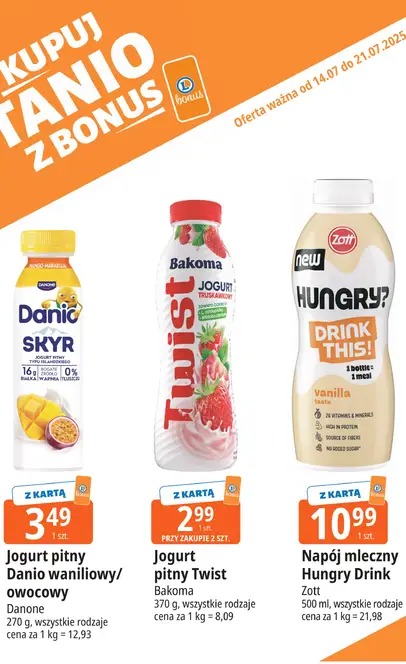 KUPUJ
TANIO
Z BONUS
bonus
Oferta ważna od 14.07 do 21.07.2025
MANGO-MARAKUJA
DANONE
Danio
SKYR
JOGURT PITNY
TYPU ISLANDZKIEGO
16g BIAŁKA
BOGATE ŹRÓDŁO WAPNIA
0% TŁUSZCZU
Bakoma
JOGURT
TRUSKAWKOWY
Twist
Zott
new
HUNGRY?
DRINK
THIS!
1 bottle =
1 meal
vanilla
taste
26 VITAMINS & MINERALS
HIGH IN PROTEIN
SOURCE OF FIBRES
NO ADDED SUGAR
Z KARTĄ
3 49
1 szt.
Jogurt pitny
Danio waniliowy/
owocowy
Danone
270 g, wszystkie rodzaje
cena za 1 kg = 12,93
Z KARTĄ
2 99
1 szt.
PRZY ZAKUPIE 2 SZT.
Jogurt
pitny Twist
Bakoma
370 g, wszystkie rodzaje
cena za 1 kg = 8,09
Z KARTĄ
10 99
1 szt.
Napój mleczny
Hungry Drink
Zott
500 ml, wszystkie rodzaje
cena za 1 kg = 21,98